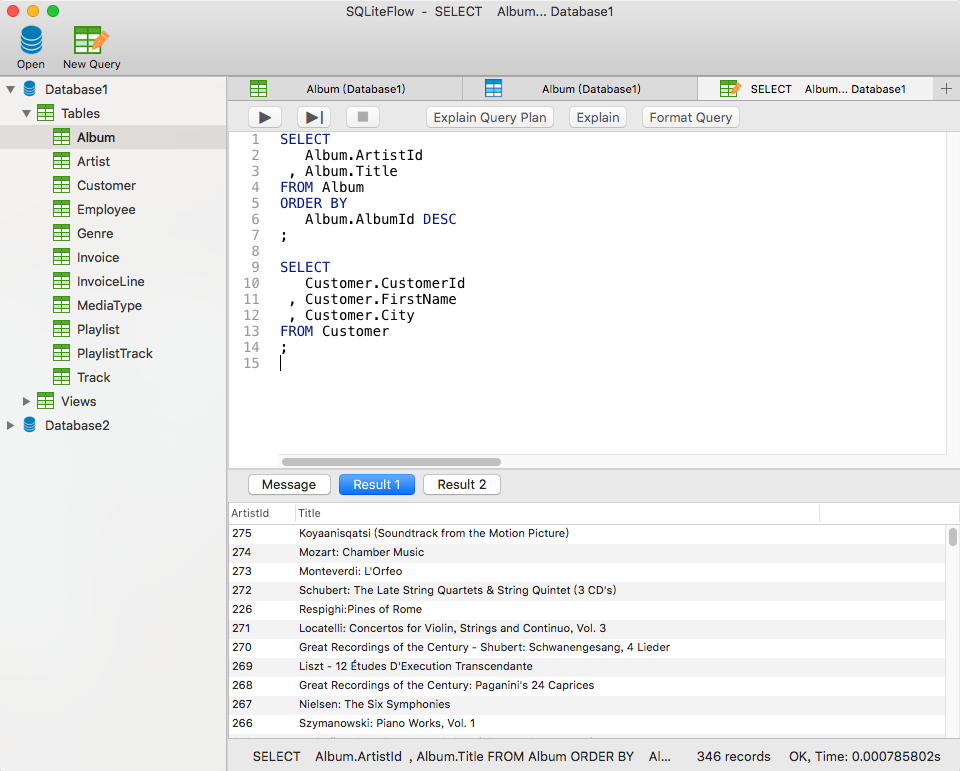 SQLiteFlow - SELECT Album... Database1
Open New Query
Database1
Tables
Album
Artist
Customer
Employee
Genre
Invoice
InvoiceLine
MediaType
Playlist
PlaylistTrack
Track
Views
Database2
Album (Database1) Album (Database1) SELECT Album... Database1 +
Explain Query Plan Explain Format Query
1 SELECT
2 Album.ArtistId
3 , Album.Title
4 FROM Album
5 ORDER BY
6 Album.AlbumId DESC
7 ;
8
9 SELECT
10 Customer.CustomerId
11 , Customer.FirstName
12 , Customer.City
13 FROM Customer
14 ;
15
Message Result 1 Result 2
ArtistId Title
275 Koyaanisqatsi (Soundtrack from the Motion Picture)
274 Mozart: Chamber Music
273 Monteverdi: L'Orfeo
272 Schubert: The Late String Quartets & String Quintet (3 CD's)
226 Respighi:Pines of Rome
271 Locatelli: Concertos for Violin, Strings and Continuo, Vol. 3
270 Great Recordings of the Century - Shubert: Schwanengesang, 4 Lieder
269 Liszt - 12 Études D'Execution Transcendante
268 Great Recordings of the Century: Paganini's 24 Caprices
267 Nielsen: The Six Symphonies
266 Szymanowski: Piano Works, Vol. 1
SELECT Album.ArtistId , Album.Title FROM Album ORDER BY Al... 346 records OK, Time: 0.000785802s